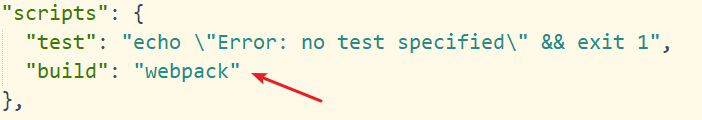 "scripts": {
"test": "echo \"Error: no test specified\" && exit 1",
"build": "webpack"
},